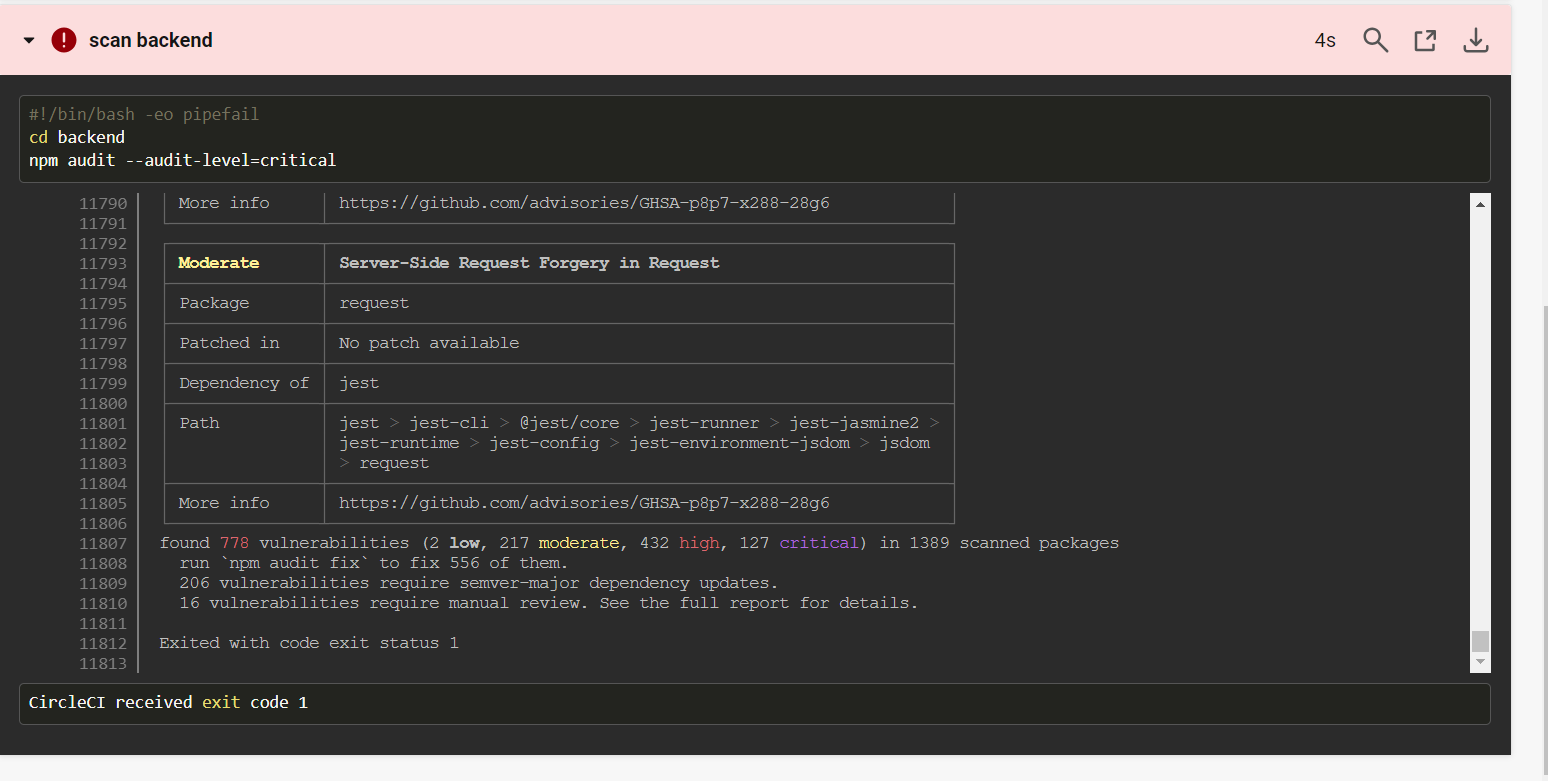 scan backend 4s
#!/bin/bash -eo pipefail
cd backend
npm audit --audit-level=critical
11790 More info https://github.com/advisories/GHSA-p8p7-x288-28g6
11791
11792
11793 Moderate Server-Side Request Forgery in Request
11794
11795 Package request
11796
11797 Patched in No patch available
11798
11799 Dependency of jest
11800
11801 Path jest > jest-cli > @jest/core > jest-runner > jest-jasmine2 >
11802 jest-runtime > jest-config > jest-environment-jsdom > jsdom
11803 > request
11804
11805 More info https://github.com/advisories/GHSA-p8p7-x288-28g6
11806
11807 found 778 vulnerabilities (2 low, 217 moderate, 432 high, 127 critical) in 1389 scanned packages
11808 run `npm audit fix` to fix 556 of them.
11809 206 vulnerabilities require semver-major dependency updates.
11810 16 vulnerabilities require manual review. See the full report for details.
11811
11812 Exited with code exit status 1
11813
CircleCI received exit code 1